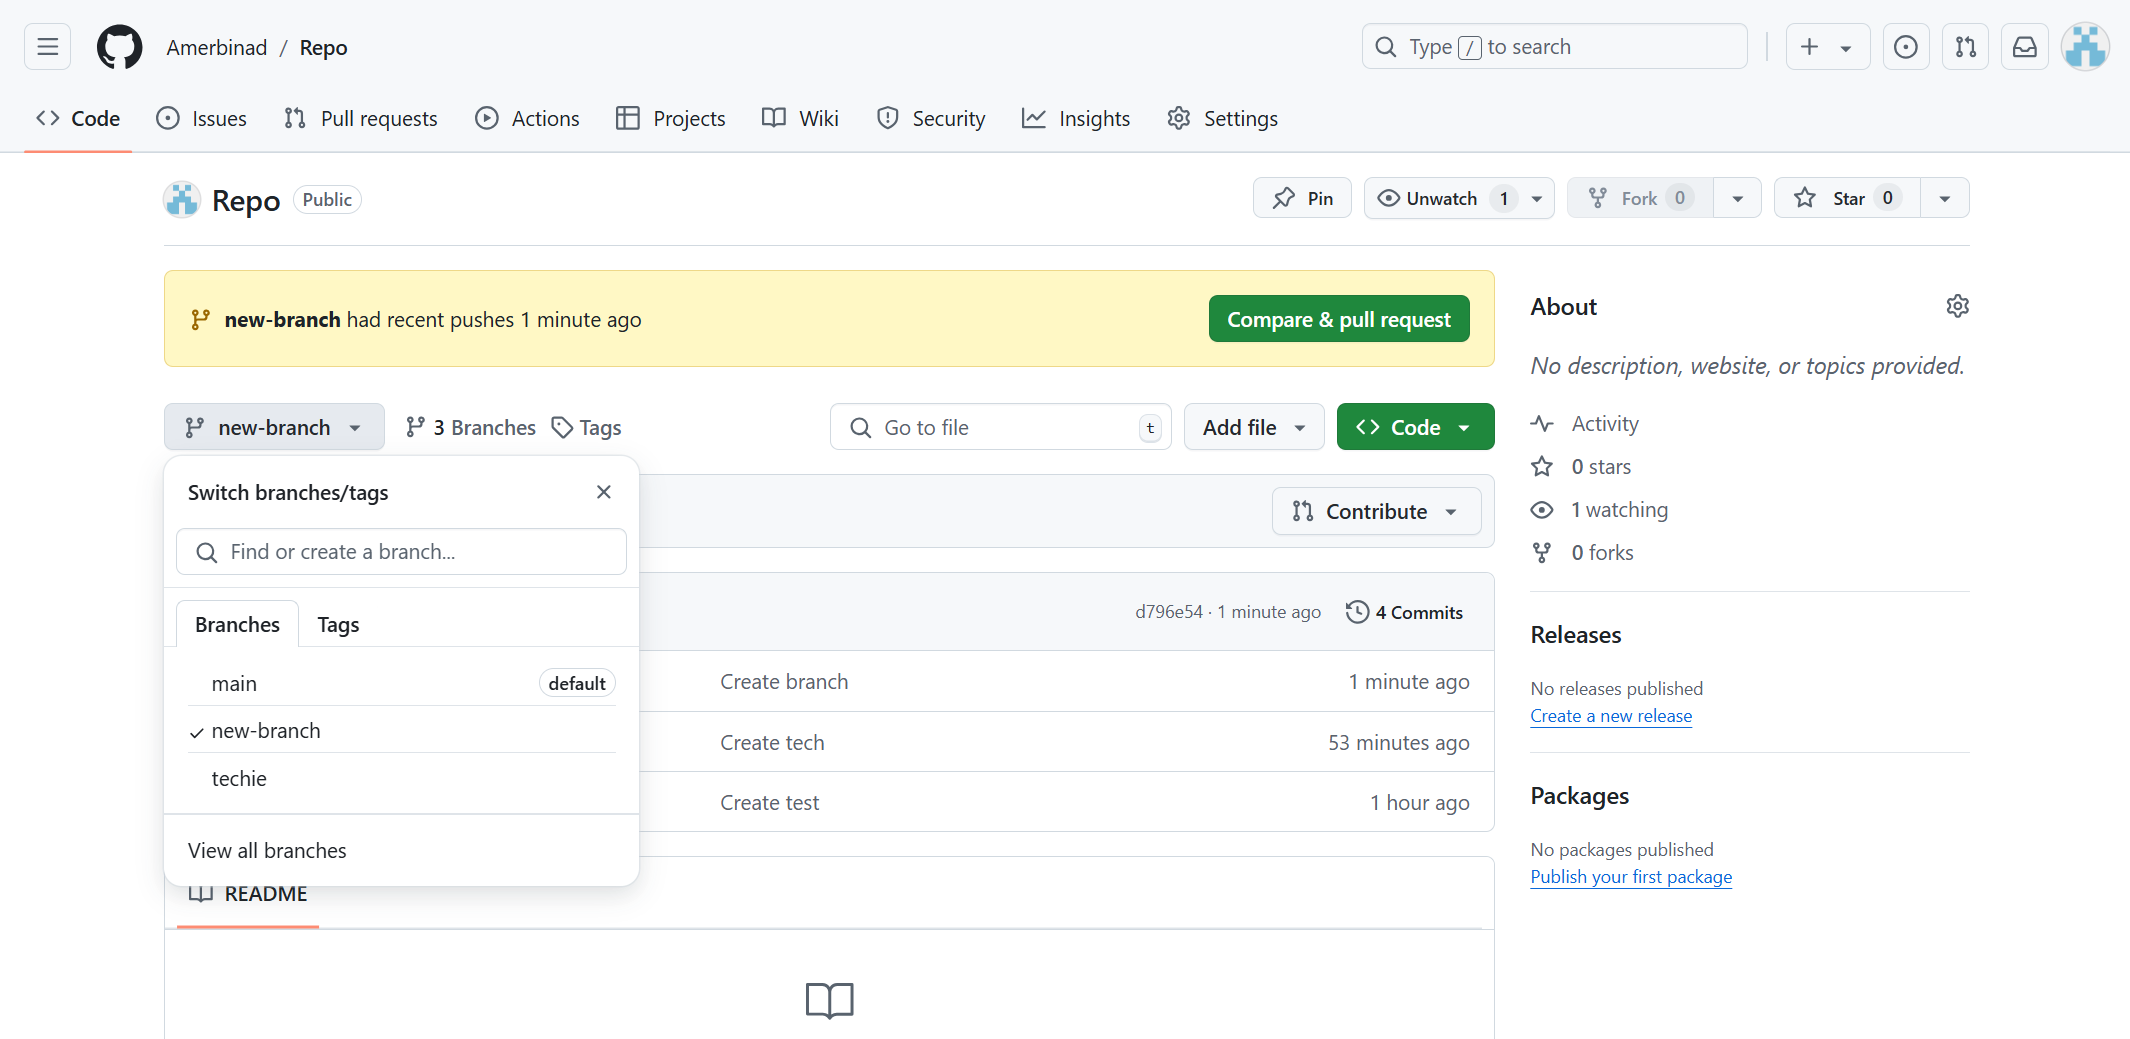 Amerbinad / Repo
Type / to search
Code Issues Pull requests Actions Projects Wiki Security Insights Settings
Repo Public
Pin Unwatch 1 Fork 0 Star 0
new-branch had recent pushes 1 minute ago Compare & pull request
new-branch 3 Branches Tags Go to file t Add file Code
Switch branches/tags
Find or create a branch...
Branches Tags
main default
new-branch
techie
View all branches
Contribute
d796e54 · 1 minute ago 4 Commits
Create branch 1 minute ago
Create tech 53 minutes ago
Create test 1 hour ago
README
About
No description, website, or topics provided.
Activity
0 stars
1 watching
0 forks
Releases
No releases published
Create a new release
Packages
No packages published
Publish your first package